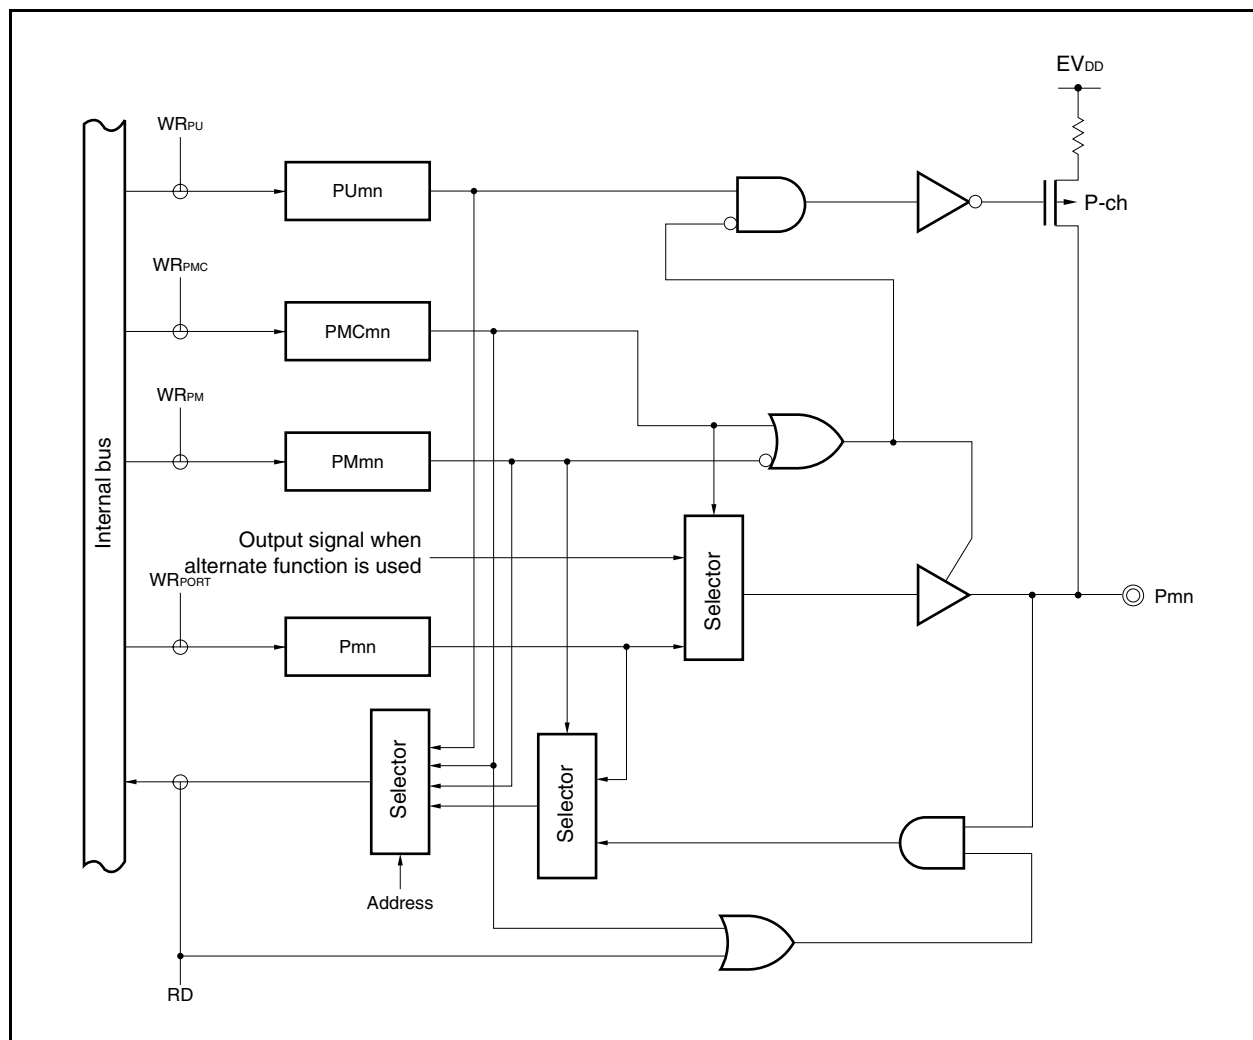 EVDD
WRPU
PUmn
P-ch
WRPMC
PMCmn
WRPM
PMmn
Internal bus
Output signal when
alternate function is used
Selector
WRPORT
Pmn
Pmn
Selector
Selector
Address
RD